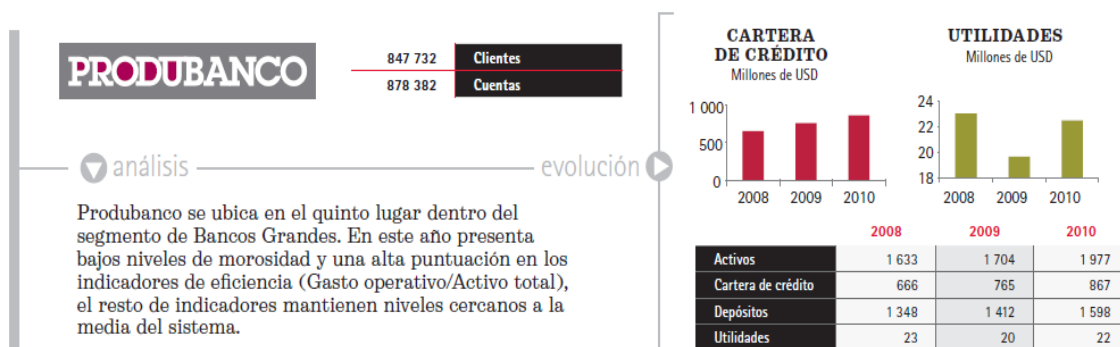 PRODUBANCO
847 732 Clientes
878 382 Cuentas
análisis
evolución
Produbanco se ubica en el quinto lugar dentro del
segmento de Bancos Grandes. En este año presenta
bajos niveles de morosidad y una alta puntuación en los
indicadores de eficiencia (Gasto operativo/Activo total),
el resto de indicadores mantienen niveles cercanos a la
media del sistema.
CARTERA
DE CRÉDITO
Millones de USD
1 000
500
0
2008 2009 2010
UTILIDADES
Millones de USD
24
22
20
18
2008 2009 2010
2008 2009 2010
Activos 1 633 1 704 1 977
Cartera de crédito 666 765 867
Depósitos 1 348 1 412 1 598
Utilidades 23 20 22